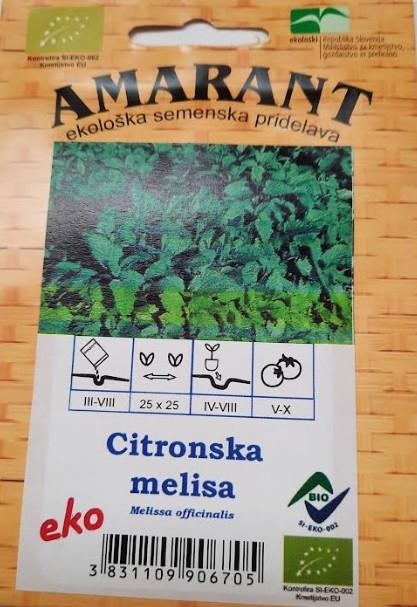 Kontrolira SI-EKO-002
Kmetijstvo EU
ekološki
Republika Slovenija
Ministrstvo za kmetijstvo,
gozdarstvo in prehrano
AMARANT
ekološka semenska pridelava
III-VIII
25 x 25
IV-VIII
V-X
Citronska
melisa
Melissa officinalis
eko
BIO
SI-EKO-002
3 831109 906705
Kontrolira SI-EKO-002
Kmetijstvo EU